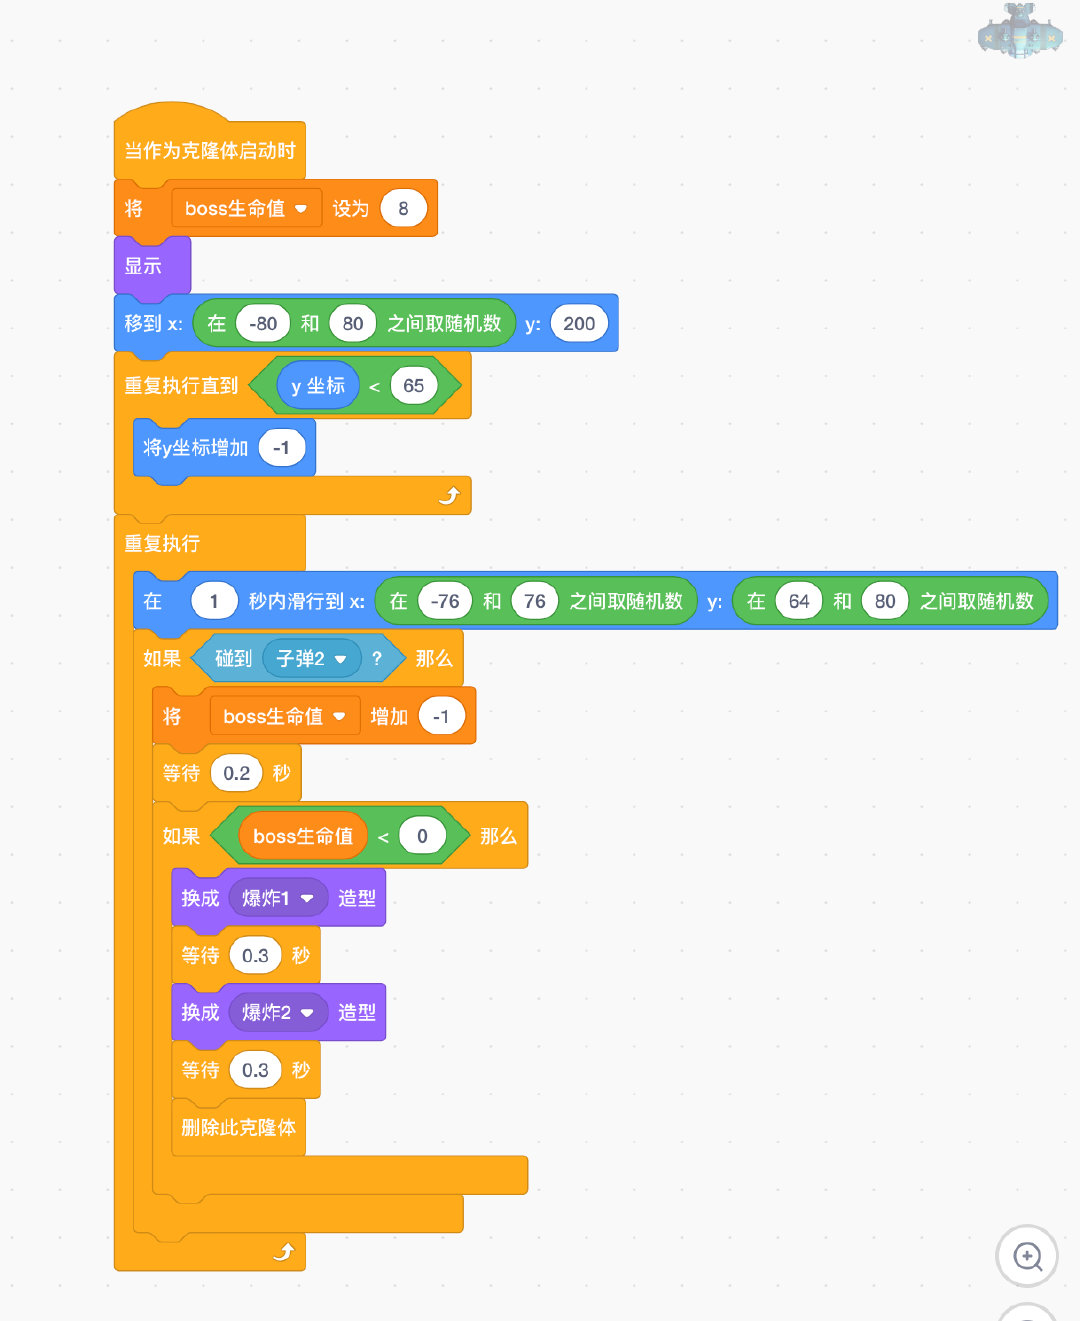 当作为克隆体启动时
将 boss生命值 设为 8
显示
移到 x: 在 -80 和 80 之间取随机数 y: 200
重复执行直到 y 坐标 < 65
将y坐标增加 -1
重复执行
在 1 秒内滑行到 x: 在 -76 和 76 之间取随机数 y: 在 64 和 80 之间取随机数
如果 碰到 子弹2 ? 那么
将 boss生命值 增加 -1
等待 0.2 秒
如果 boss生命值 < 0 那么
换成 爆炸1 造型
等待 0.3 秒
换成 爆炸2 造型
等待 0.3 秒
删除此克隆体